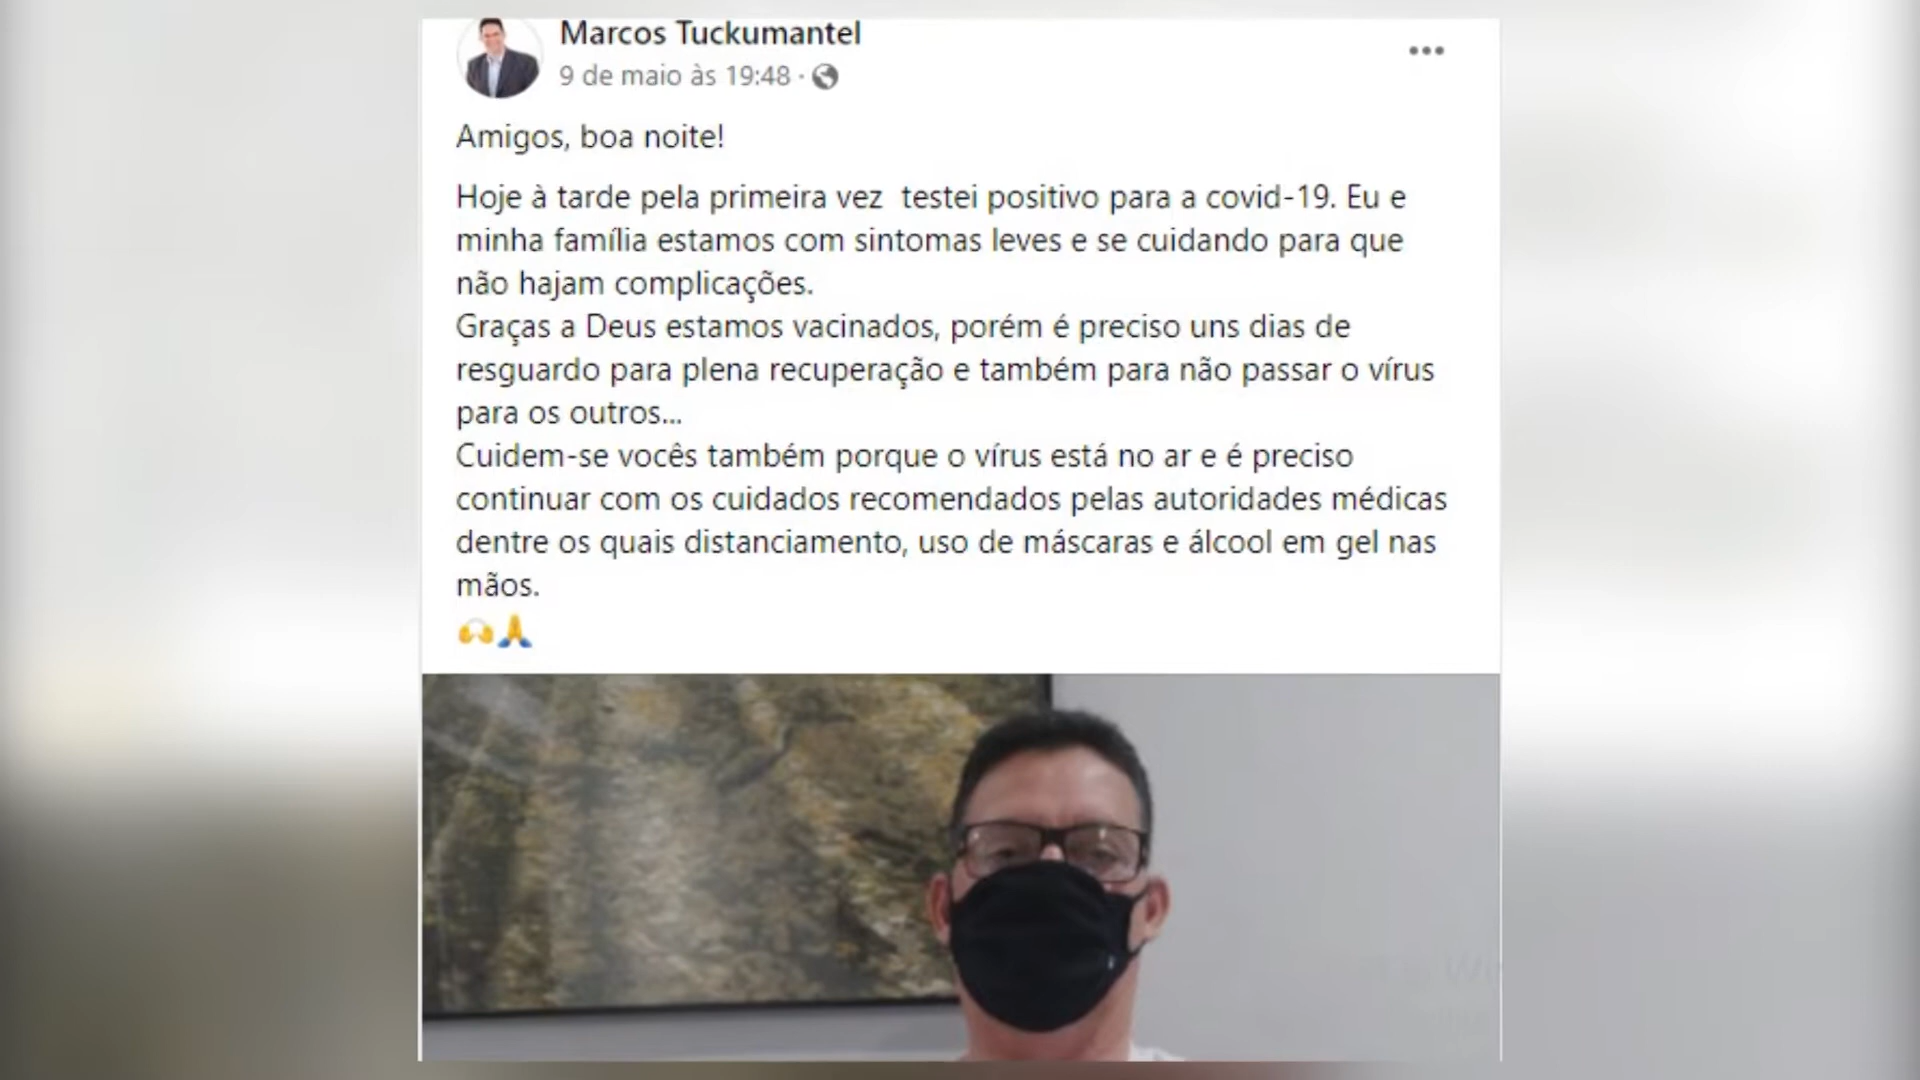 Marcos Tuckumantel
9 de maio às 19:48 ·
Amigos, boa noite!
Hoje à tarde pela primeira vez testei positivo para a covid-19. Eu e
minha família estamos com sintomas leves e se cuidando para que
não hajam complicações.
Graças a Deus estamos vacinados, porém é preciso uns dias de
resguardo para plena recuperação e também para não passar o vírus
para os outros...
Cuidem-se vocês também porque o vírus está no ar e é preciso
continuar com os cuidados recomendados pelas autoridades médicas
dentre os quais distanciamento, uso de máscaras e álcool em gel nas
mãos.